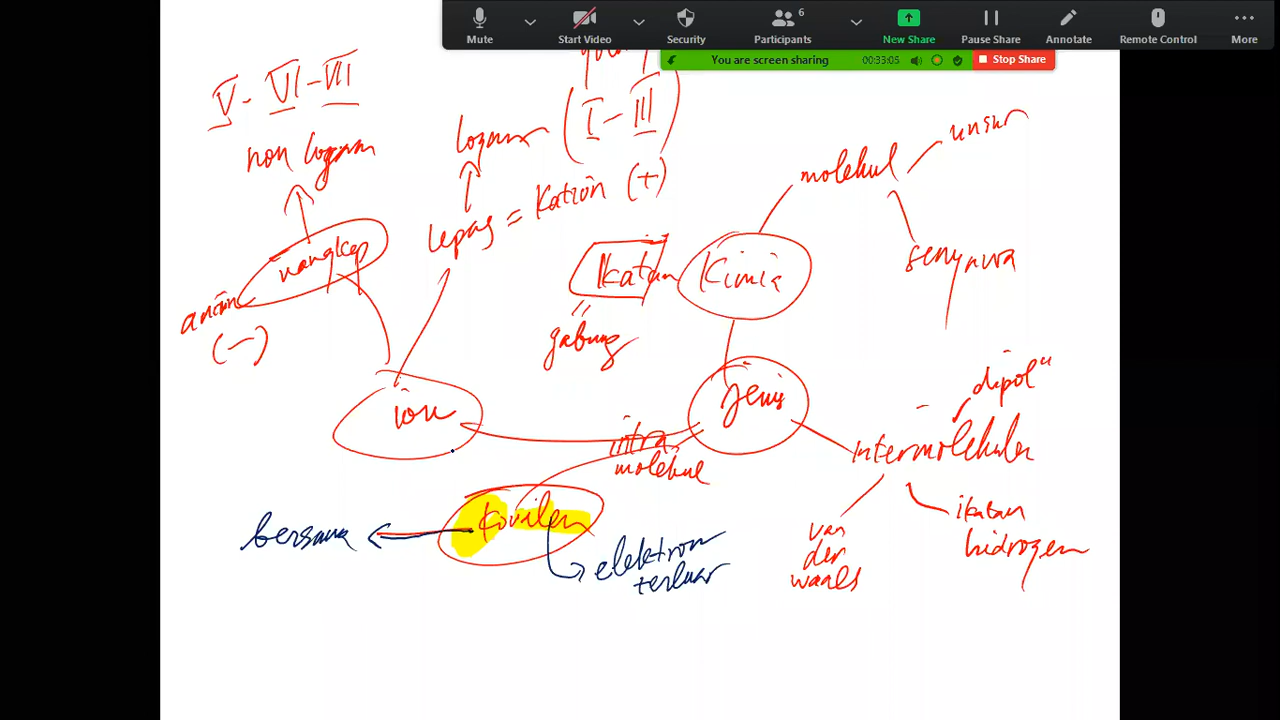 Mute
Start Video
Security
6
Participants
New Share
Pause Share
Annotate
Remote Control
More
You are screen sharing
00:33:05
Stop Share
V - VI - VII
non logam
logam
(I - III)
lepas = Kation (+)
nangkep
anion
(-)
Ikatan
Kimia
"
gabung
molekul
unsur
senyawa
ion
jenis
intra
molekul
dipol"
Intermolekuler
van
der
waals
ikatan
hidrogen
Kovalen
bersama
elektron
terluar